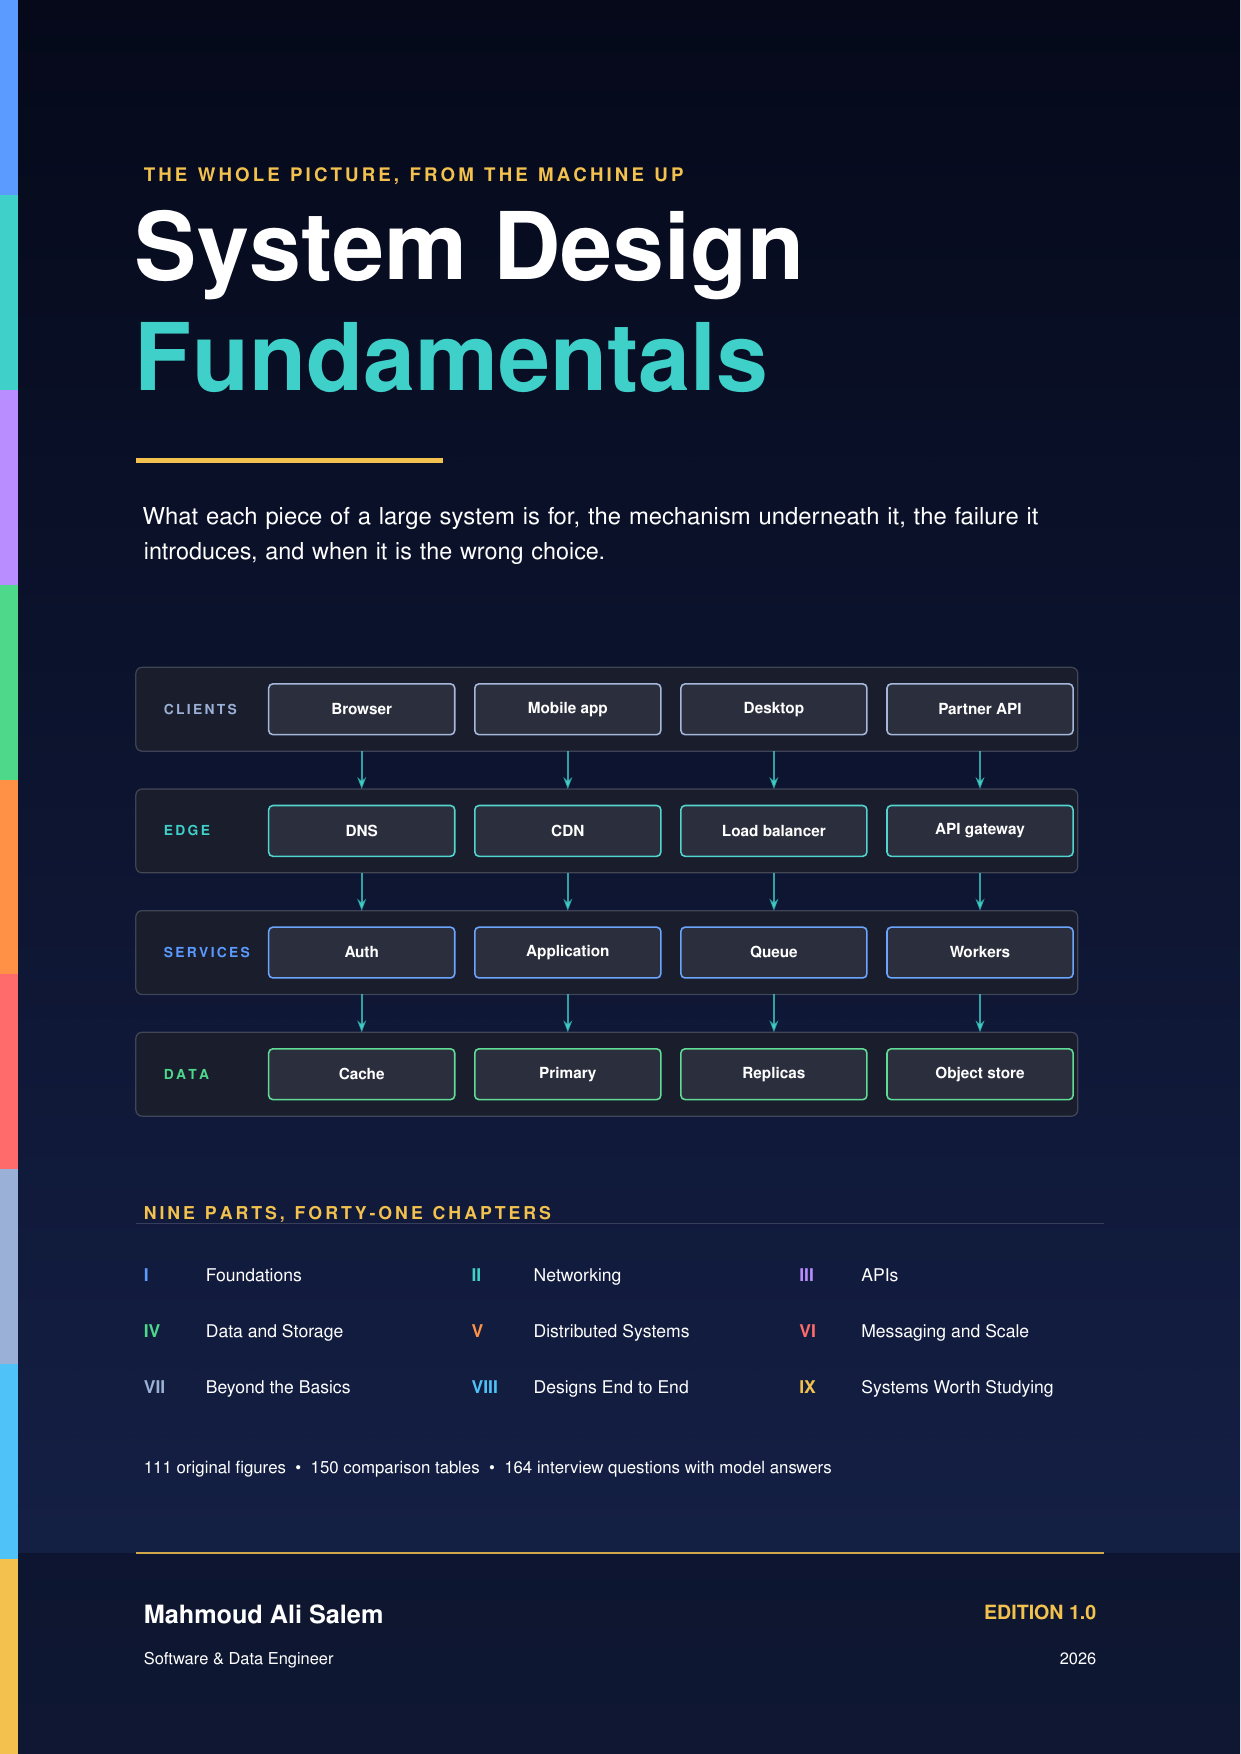 THE WHOLE PICTURE, FROM THE MACHINE UP
System Design
Fundamentals
What each piece of a large system is for, the mechanism underneath it, the failure it
introduces, and when it is the wrong choice.
CLIENTS Browser Mobile app Desktop Partner API
EDGE DNS CDN Load balancer API gateway
SERVICES Auth Application Queue Workers
DATA Cache Primary Replicas Object store
NINE PARTS, FORTY-ONE CHAPTERS
I Foundations II Networking III APIs
IV Data and Storage V Distributed Systems VI Messaging and Scale
VII Beyond the Basics VIII Designs End to End IX Systems Worth Studying
111 original figures • 150 comparison tables • 164 interview questions with model answers
Mahmoud Ali Salem EDITION 1.0
Software & Data Engineer 2026